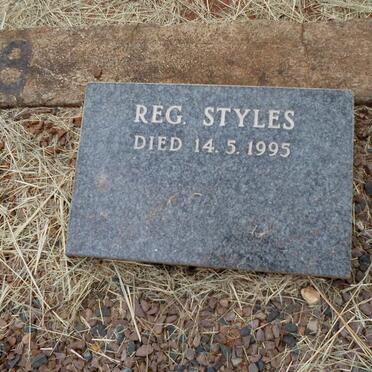 REG. STYLES
DIED 14. 5. 1995